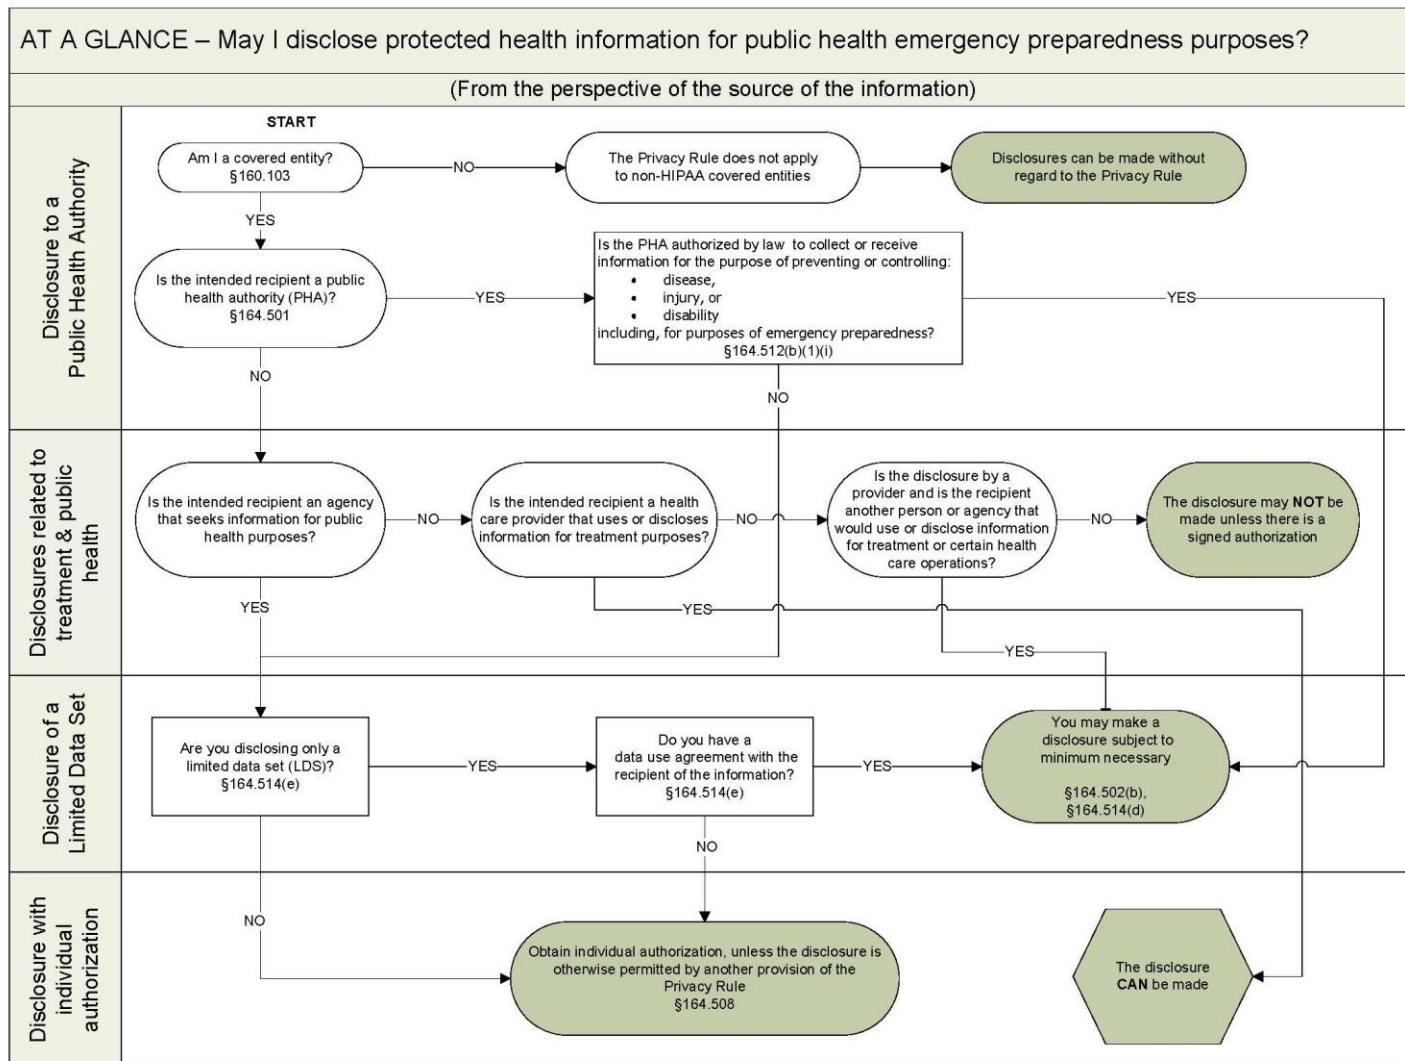 AT A GLANCE – May I disclose protected health information for public health emergency preparedness purposes?
(From the perspective of the source of the information)
Disclosure to a
Public Health Authority
START
Am I a covered entity?
§160.103
NO
The Privacy Rule does not apply
to non-HIPAA covered entities
Disclosures can be made without
regard to the Privacy Rule
YES
Is the intended recipient a public
health authority (PHA)?
§164.501
YES
Is the PHA authorized by law to collect or receive
information for the purpose of preventing or controlling:
• disease,
• injury, or
• disability
including, for purposes of emergency preparedness?
§164.512(b)(1)(i)
YES
NO
NO
Disclosures related to
treatment & public
health
Is the intended recipient an agency
that seeks information for public
health purposes?
NO
Is the intended recipient a health
care provider that uses or discloses
information for treatment purposes?
NO
Is the disclosure by a
provider and is the recipient
another person or agency that
would use or disclose information
for treatment or certain health
care operations?
NO
The disclosure may NOT be
made unless there is a
signed authorization
YES
YES
YES
Disclosure of a
Limited Data Set
Are you disclosing only a
limited data set (LDS)?
§164.514(e)
YES
Do you have a
data use agreement with the
recipient of the information?
§164.514(e)
YES
You may make a
disclosure subject to
minimum necessary
§164.502(b),
§164.514(d)
NO
Disclosure with
individual
authorization
NO
Obtain individual authorization, unless the disclosure is
otherwise permitted by another provision of the
Privacy Rule
§164.508
The disclosure
CAN be made